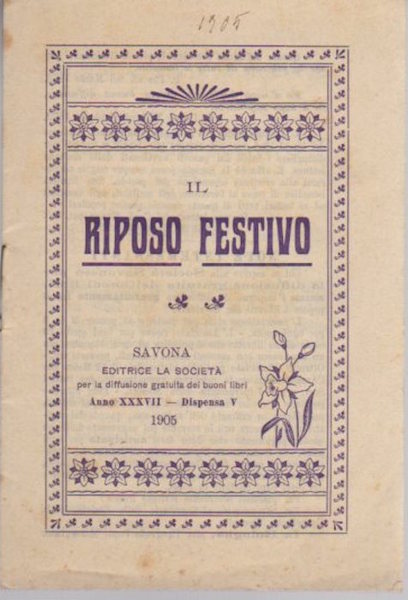 1905
IL
RIPOSO FESTIVO
SAVONA
EDITRICE LA SOCIETÀ
per la diffusione gratuita dei buoni libri
Anno XXXVII — Dispensa V
1905